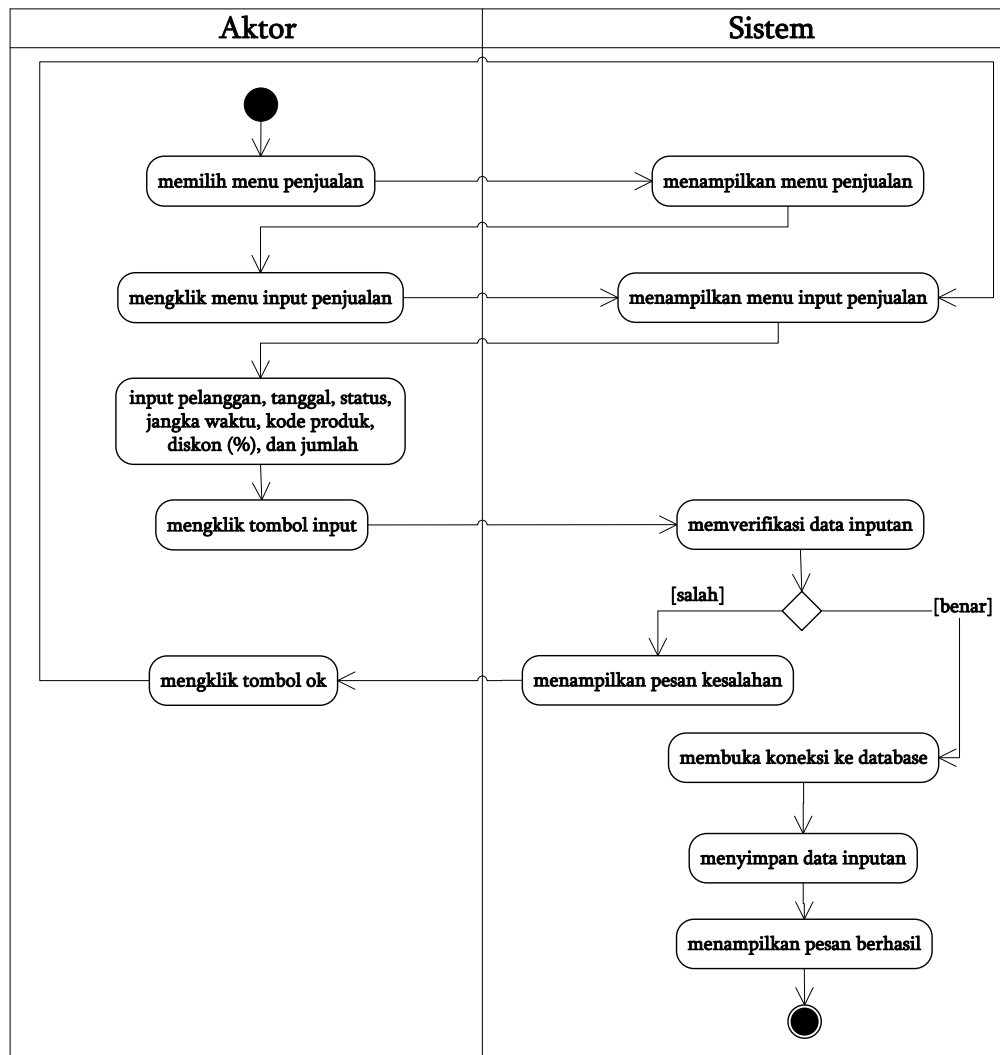 Aktor
Sistem
memilih menu penjualan
menampilkan menu penjualan
mengklik menu input penjualan
menampilkan menu input penjualan
input pelanggan, tanggal, status,
jangka waktu, kode produk,
diskon (%), dan jumlah
mengklik tombol input
memverifikasi data inputan
[salah]
[benar]
mengklik tombol ok
menampilkan pesan kesalahan
membuka koneksi ke database
menyimpan data inputan
menampilkan pesan berhasil